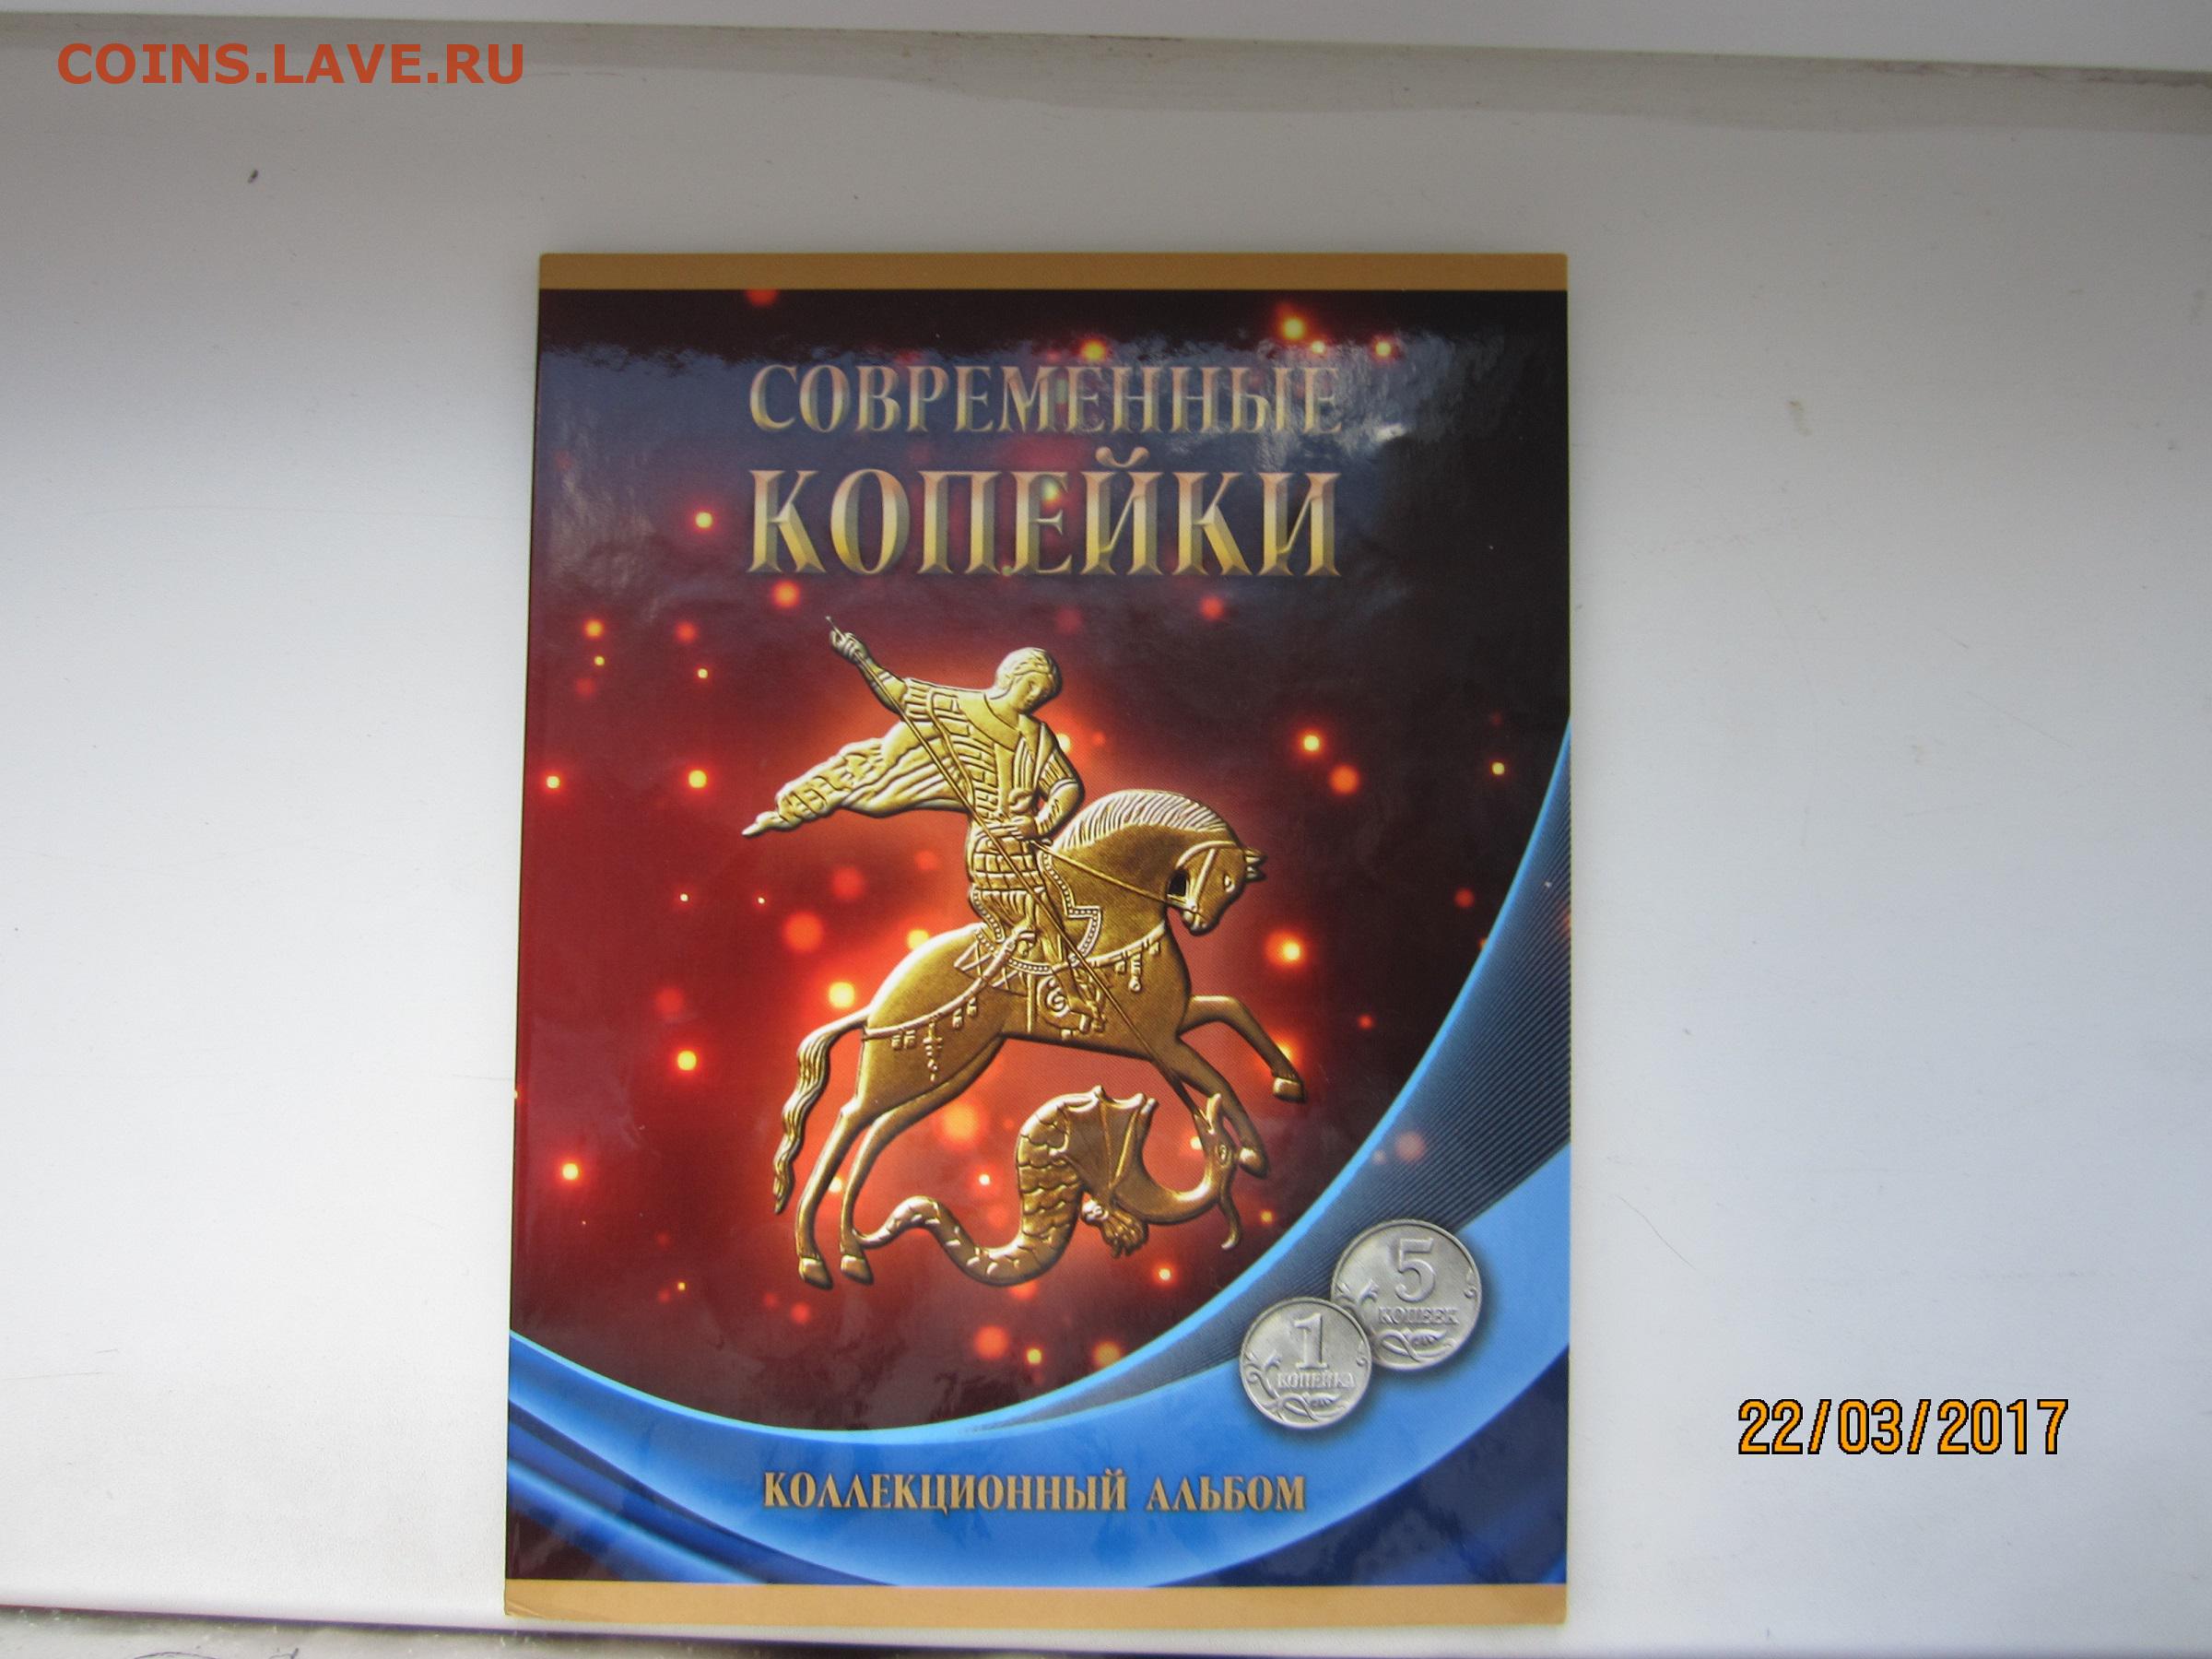 COINS.LAVE.RU
СОВРЕМЕННЫЕ
КОПЕЙКИ
5
КОПЕЕК
1
КОПЕЙКА
КОЛЛЕКЦИОННЫЙ АЛЬБОМ
22/03/2017